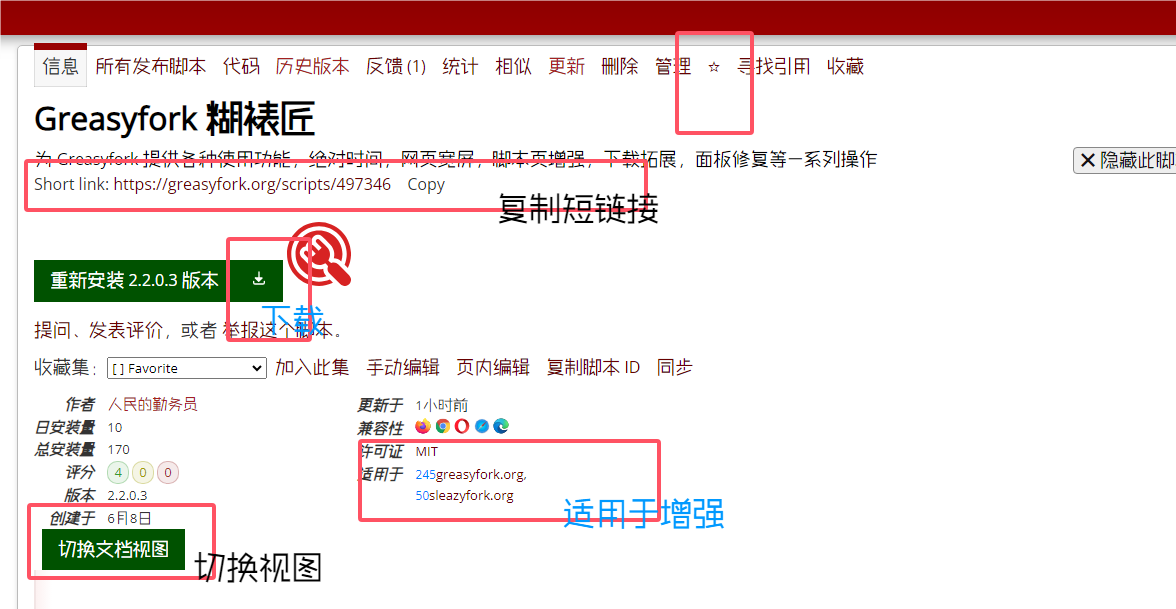 信息 所有发布脚本 代码 历史版本 反馈 (1) 统计 相似 更新 删除 管理 ☆ 寻找引用 收藏
Greasyfork 糊裱匠
为 Greasyfork 提供各种使用功能，绝对时间，网页宽屏，脚本页增强，下载拓展，面板修复等一系列操作
✕ 隐藏此脚
Short link: https://greasyfork.org/scripts/497346 Copy
复制短链接
重新安装 2.2.0.3 版本
下载
提问、发表评价，或者 举报这个脚本。
收藏集： [ ] Favorite 加入此集 手动编辑 页内编辑 复制脚本 ID 同步
作者 人民的勤务员
日安装量 10
总安装量 170
评分 4 0 0
版本 2.2.0.3
创建于 6月8日
更新于 1小时前
兼容性
许可证 MIT
适用于 245greasyfork.org,
50sleazyfork.org
适用于增强
切换文档视图
切换视图